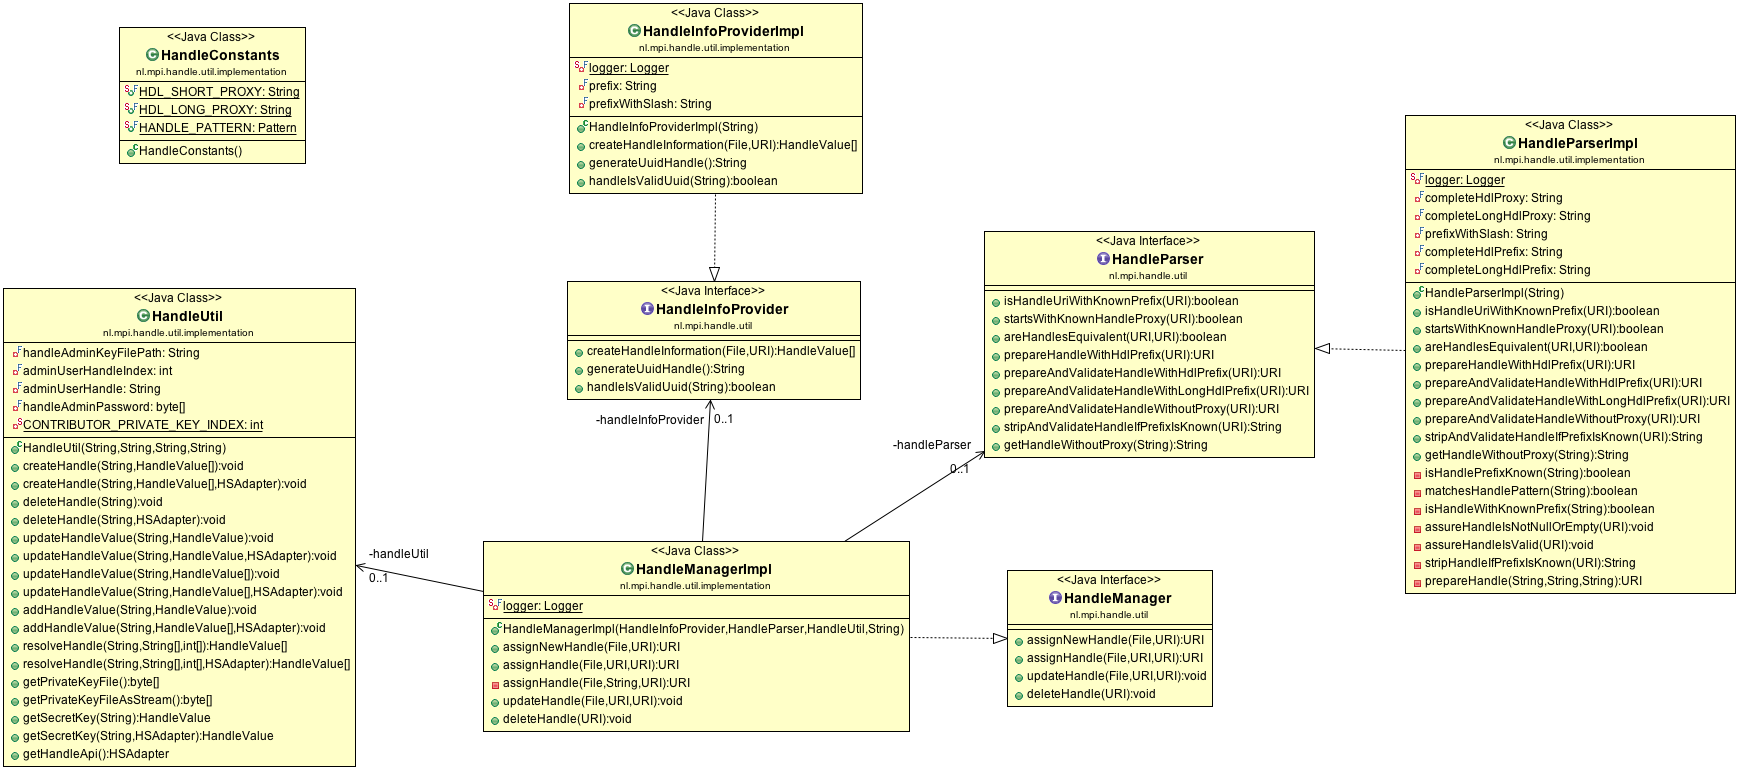 <<Java Class>>
HandleConstants
nl.mpi.handle.util.implementation
HDL_SHORT_PROXY: String
HDL_LONG_PROXY: String
HANDLE_PATTERN: Pattern
HandleConstants()
<<Java Class>>
HandleInfoProviderImpl
nl.mpi.handle.util.implementation
logger: Logger
prefix: String
prefixWithSlash: String
HandleInfoProviderImpl(String)
createHandleInformation(File,URI):HandleValue[]
generateUuidHandle():String
handleIsValidUuid(String):boolean
<<Java Class>>
HandleParserImpl
nl.mpi.handle.util.implementation
logger: Logger
completeHdlProxy: String
completeLongHdlProxy: String
prefixWithSlash: String
completeHdlPrefix: String
completeLongHdlPrefix: String
HandleParserImpl(String)
isHandleUriWithKnownPrefix(URI):boolean
startsWithKnownHandleProxy(URI):boolean
areHandlesEquivalent(URI,URI):boolean
prepareHandleWithHdlPrefix(URI):URI
prepareAndValidateHandleWithHdlPrefix(URI):URI
prepareAndValidateHandleWithLongHdlPrefix(URI):URI
prepareAndValidateHandleWithoutProxy(URI):URI
stripAndValidateHandleIfPrefixIsKnown(URI):String
getHandleWithoutProxy(String):String
isHandlePrefixKnown(String):boolean
matchesHandlePattern(String):boolean
isHandleWithKnownPrefix(String):boolean
assureHandleIsNotNullOrEmpty(URI):void
assureHandleIsValid(URI):void
stripHandleIfPrefixIsKnown(URI):String
prepareHandle(String,String,String):URI
<<Java Interface>>
HandleParser
nl.mpi.handle.util
isHandleUriWithKnownPrefix(URI):boolean
startsWithKnownHandleProxy(URI):boolean
areHandlesEquivalent(URI,URI):boolean
prepareHandleWithHdlPrefix(URI):URI
prepareAndValidateHandleWithHdlPrefix(URI):URI
prepareAndValidateHandleWithLongHdlPrefix(URI):URI
prepareAndValidateHandleWithoutProxy(URI):URI
stripAndValidateHandleIfPrefixIsKnown(URI):String
getHandleWithoutProxy(String):String
<<Java Interface>>
HandleInfoProvider
nl.mpi.handle.util
createHandleInformation(File,URI):HandleValue[]
generateUuidHandle():String
handleIsValidUuid(String):boolean
-handleInfoProvider
0..1
-handleParser
0..1
<<Java Class>>
HandleUtil
nl.mpi.handle.util.implementation
handleAdminKeyFilePath: String
adminUserHandleIndex: int
adminUserHandle: String
handleAdminPassword: byte[]
CONTRIBUTOR_PRIVATE_KEY_INDEX: int
HandleUtil(String,String,String,String)
createHandle(String,HandleValue[]):void
createHandle(String,HandleValue[],HSAdapter):void
deleteHandle(String):void
deleteHandle(String,HSAdapter):void
updateHandleValue(String,HandleValue):void
updateHandleValue(String,HandleValue,HSAdapter):void
updateHandleValue(String,HandleValue[]):void
updateHandleValue(String,HandleValue[],HSAdapter):void
addHandleValue(String,HandleValue):void
addHandleValue(String,HandleValue[],HSAdapter):void
resolveHandle(String,String[],int[]):HandleValue[]
resolveHandle(String,String[],int[],HSAdapter):HandleValue[]
getPrivateKeyFile():byte[]
getPrivateKeyFileAsStream():byte[]
getSecretKey(String):HandleValue
getSecretKey(String,HSAdapter):HandleValue
getHandleApi():HSAdapter
-handleUtil
0..1
<<Java Class>>
HandleManagerImpl
nl.mpi.handle.util.implementation
logger: Logger
HandleManagerImpl(HandleInfoProvider,HandleParser,HandleUtil,String)
assignNewHandle(File,URI):URI
assignHandle(File,URI,URI):URI
assignHandle(File,String,URI):URI
updateHandle(File,URI,URI):void
deleteHandle(URI):void
<<Java Interface>>
HandleManager
nl.mpi.handle.util
assignNewHandle(File,URI):URI
assignHandle(File,URI,URI):URI
updateHandle(File,URI,URI):void
deleteHandle(URI):void